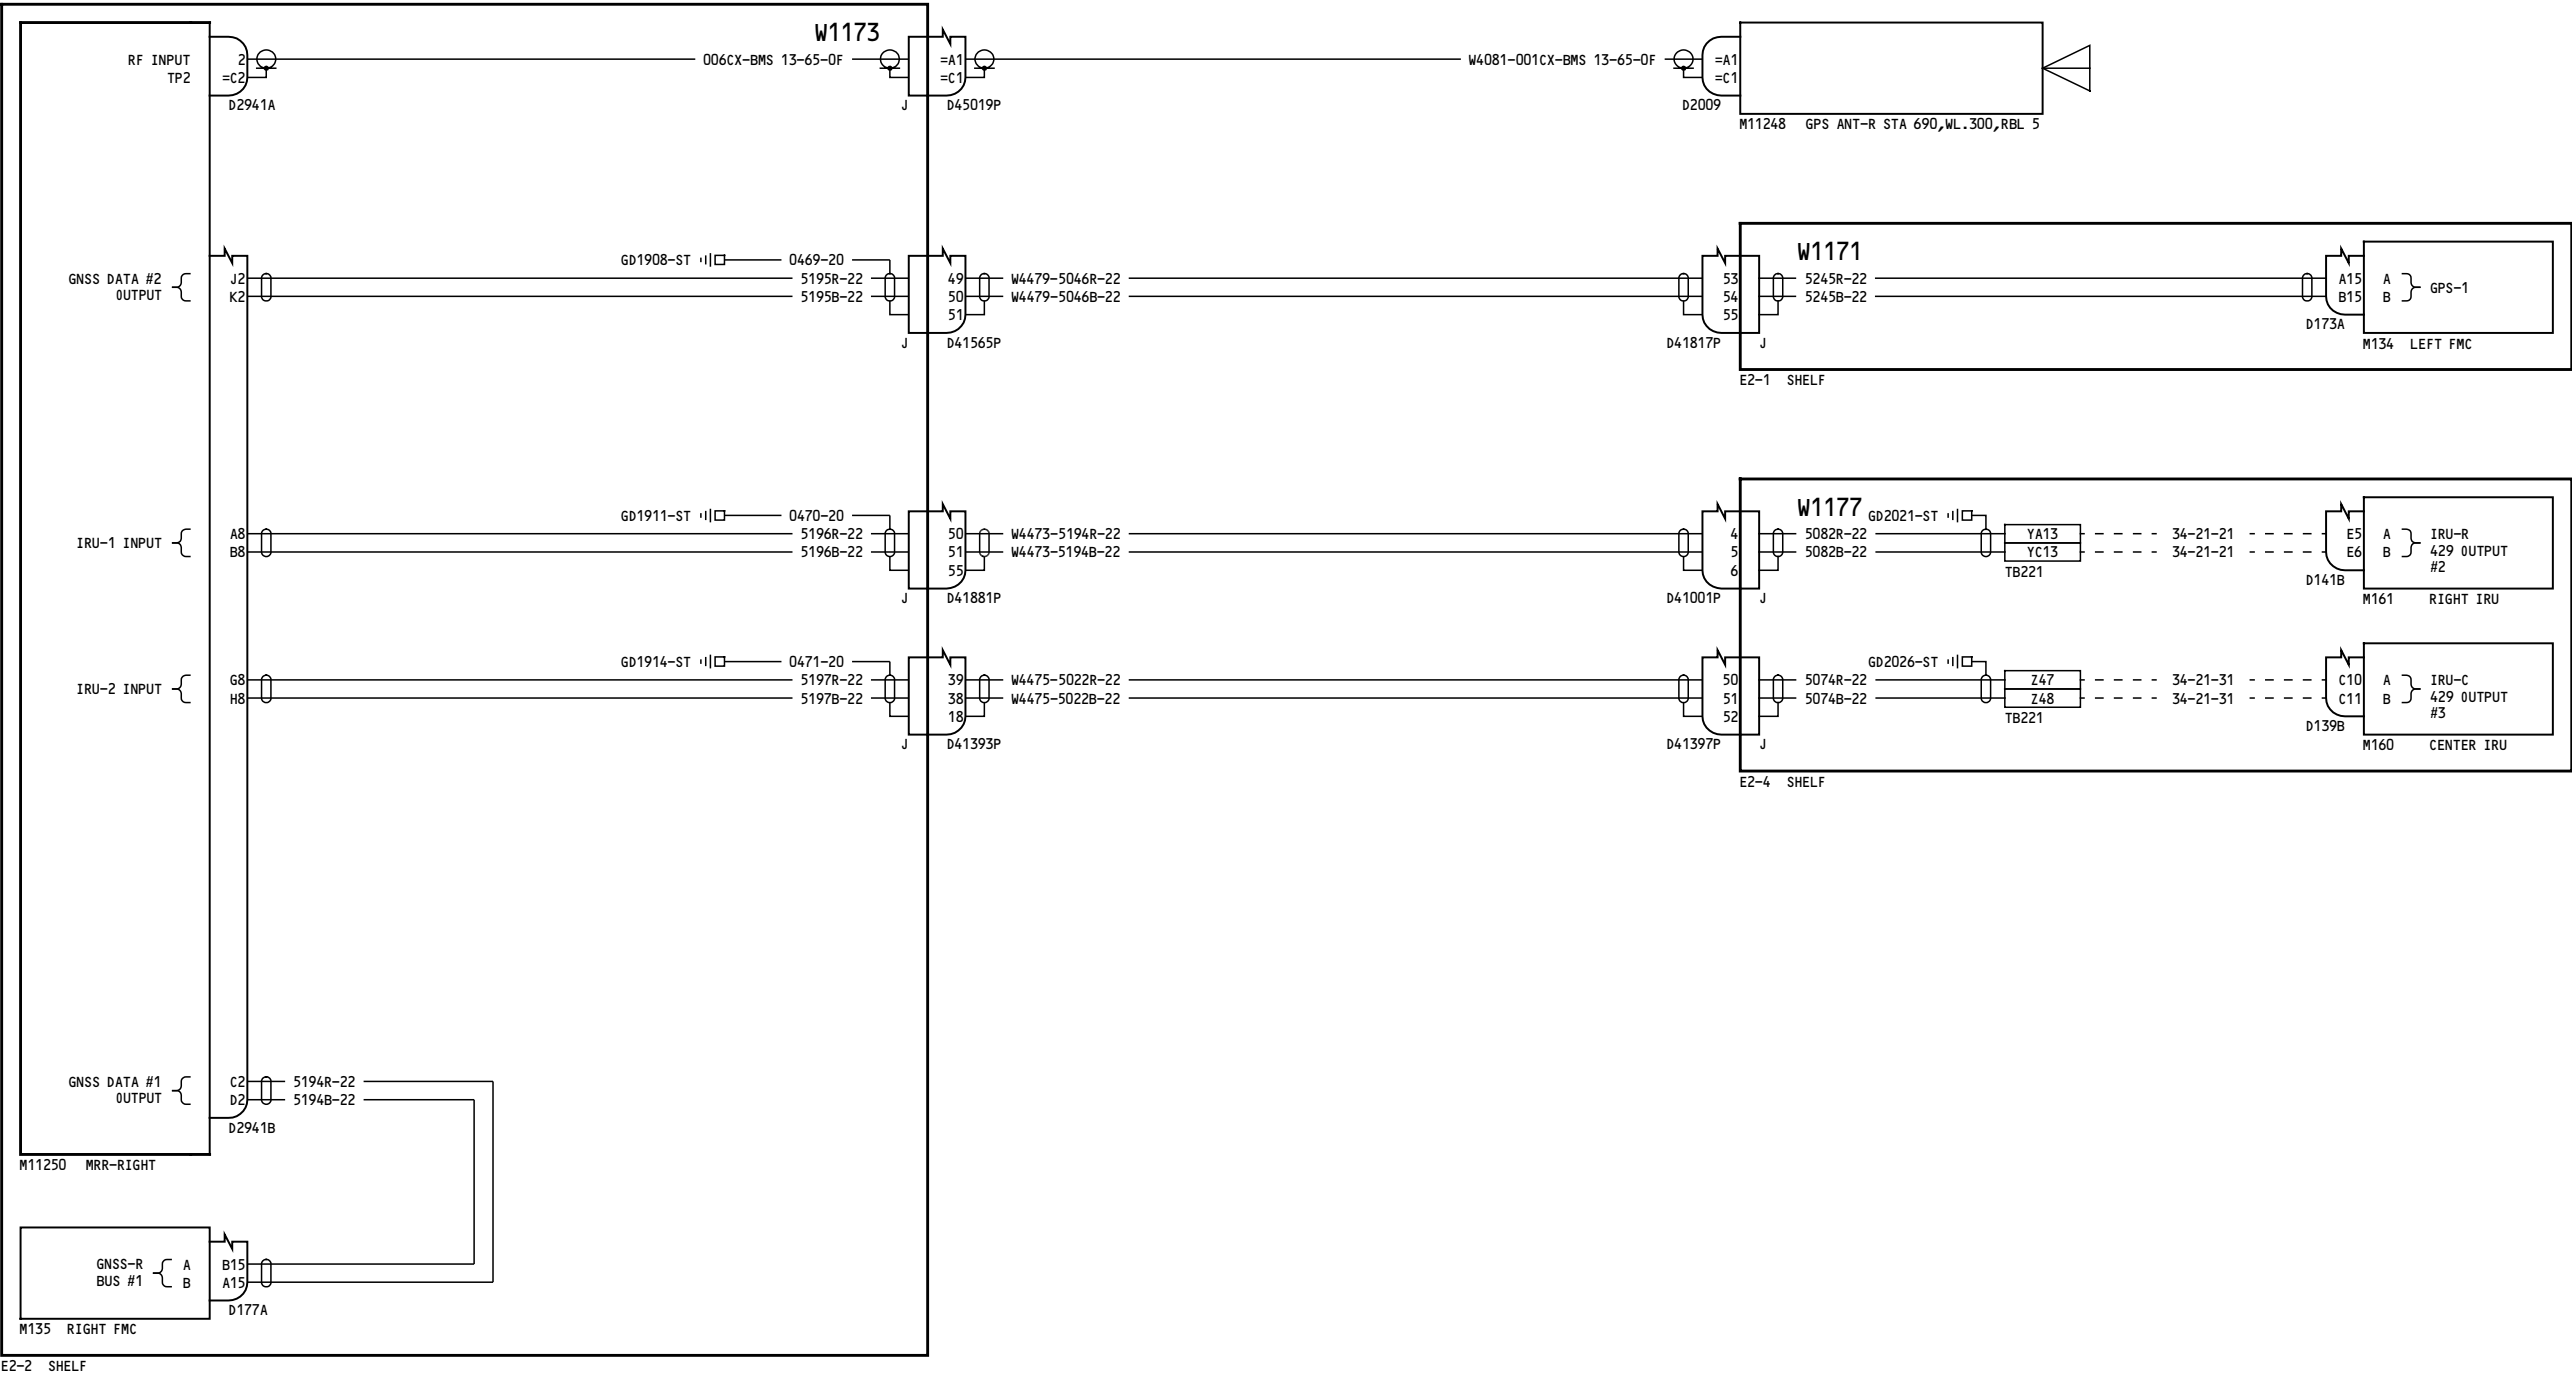 W1173
RF INPUT 2 006CX-BMS 13-65-0F =A1 W4081-001CX-BMS 13-65-0F =A1
TP2 =C2 =C1 =C1
D2941A J D45019P D2009
M11248 GPS ANT-R STA 690,WL.300,RBL 5
W1171
GD1908-ST 0469-20
GNSS DATA #2 J2 5195R-22 49 W4479-5046R-22 53 5245R-22 A15 A GPS-1
OUTPUT K2 5195B-22 50 W4479-5046B-22 54 5245B-22 B15 B
51 55
D173A
J D41565P D41817P J M134 LEFT FMC
E2-1 SHELF
W1177
GD1911-ST 0470-20 GD2021-ST
IRU-1 INPUT A8 5196R-22 50 W4473-5194R-22 4 5082R-22 YA13 34-21-21 E5 A IRU-R
B8 5196B-22 51 W4473-5194B-22 5 5082B-22 YC13 34-21-21 E6 B 429 OUTPUT
55 6 TB221 #2
D141B
J D41881P D41001P J M161 RIGHT IRU
GD1914-ST 0471-20 GD2026-ST
IRU-2 INPUT G8 5197R-22 39 W4475-5022R-22 50 5074R-22 Z47 34-21-31 C10 A IRU-C
H8 5197B-22 38 W4475-5022B-22 51 5074B-22 Z48 34-21-31 C11 B 429 OUTPUT
18 52 TB221 #3
D139B
J D41393P D41397P J M160 CENTER IRU
E2-4 SHELF
GNSS DATA #1 C2 5194R-22
OUTPUT D2 5194B-22
D2941B
M11250 MRR-RIGHT
GNSS-R A B15
BUS #1 B A15
D177A
M135 RIGHT FMC
E2-2 SHELF